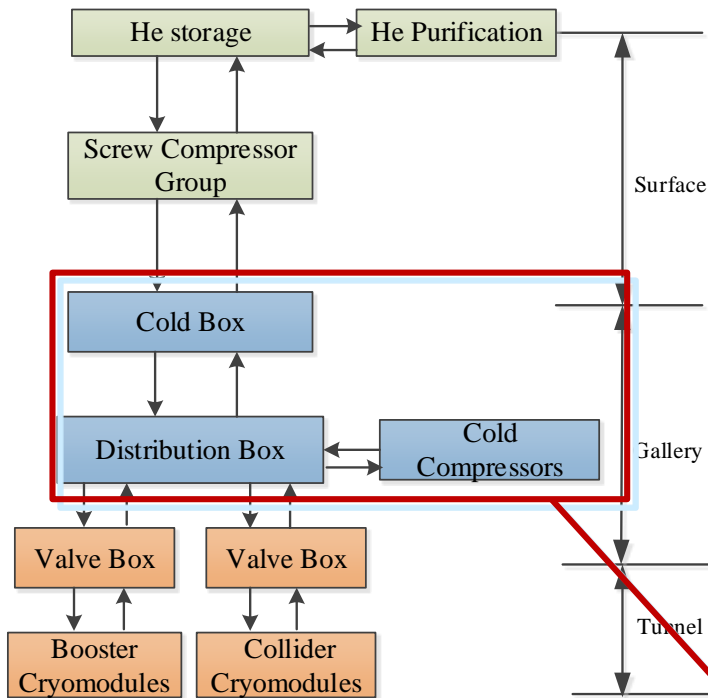 He storage
He Purification
Screw Compressor
Group
Surface
Cold Box
Distribution Box
Cold
Compressors
Gallery
Valve Box
Valve Box
Booster
Cryomodules
Collider
Cryomodules
Tunnel